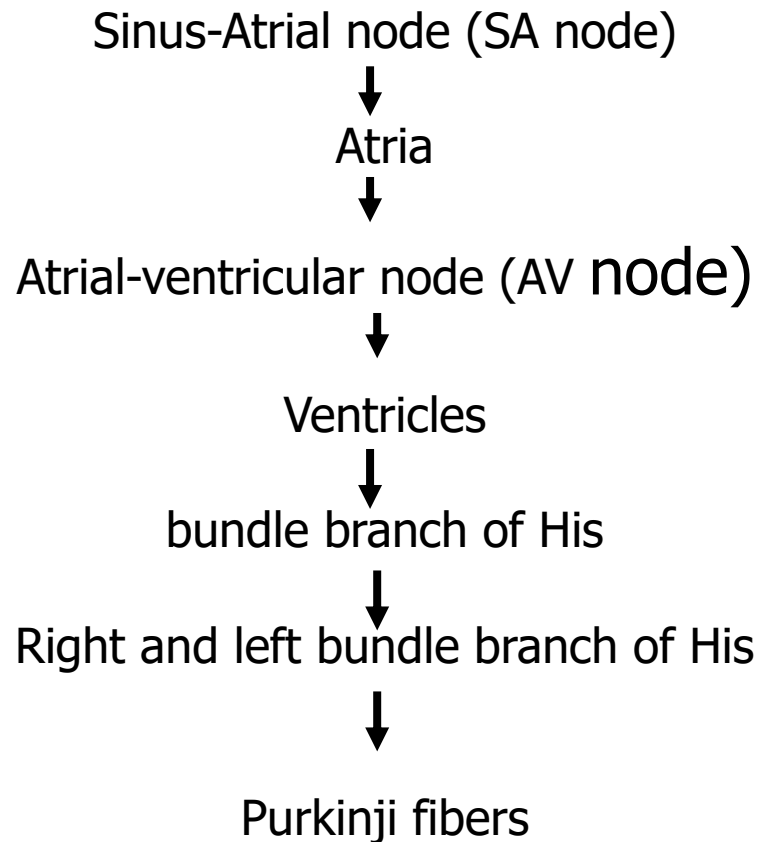 Sinus-Atrial node (SA node)
Atria
Atrial-ventricular node (AV node)
Ventricles
bundle branch of His
Right and left bundle branch of His
Purkinji fibers